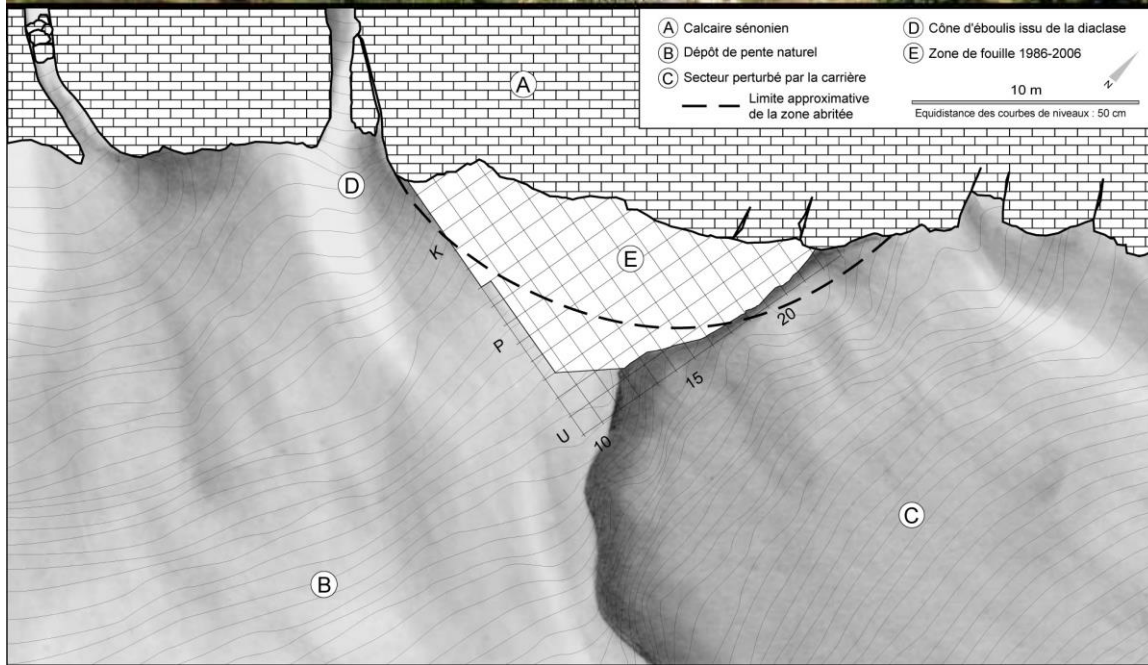 A Calcaire sénonien
B Dépôt de pente naturel
C Secteur perturbé par la carrière
Limite approximative
de la zone abritée
D Cône d'éboulis issu de la diaclase
E Zone de fouille 1986-2006
N
10 m
Equidistance des courbes de niveaux : 50 cm
A
D
K
E
P
20
15
U
10
C
B